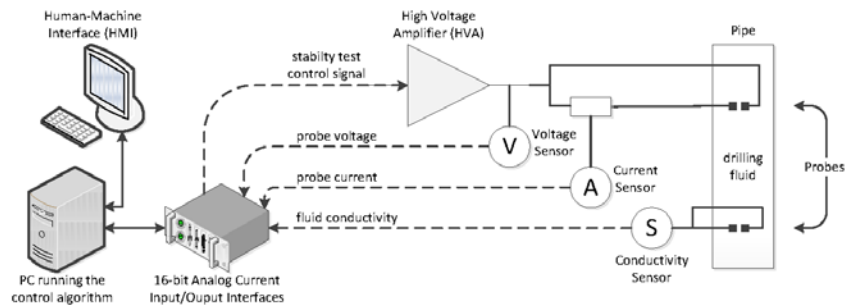 Human-Machine
Interface (HMI)
High Voltage
Amplifier (HVA)
Pipe
stabilty test
control signal
probe voltage
V
Voltage
Sensor
probe current
A
Current
Sensor
drilling
fluid
Probes
fluid conductivity
S
Conductivity
Sensor
PC running the
control algorithm
16-bit Analog Current
Input/Ouput Interfaces